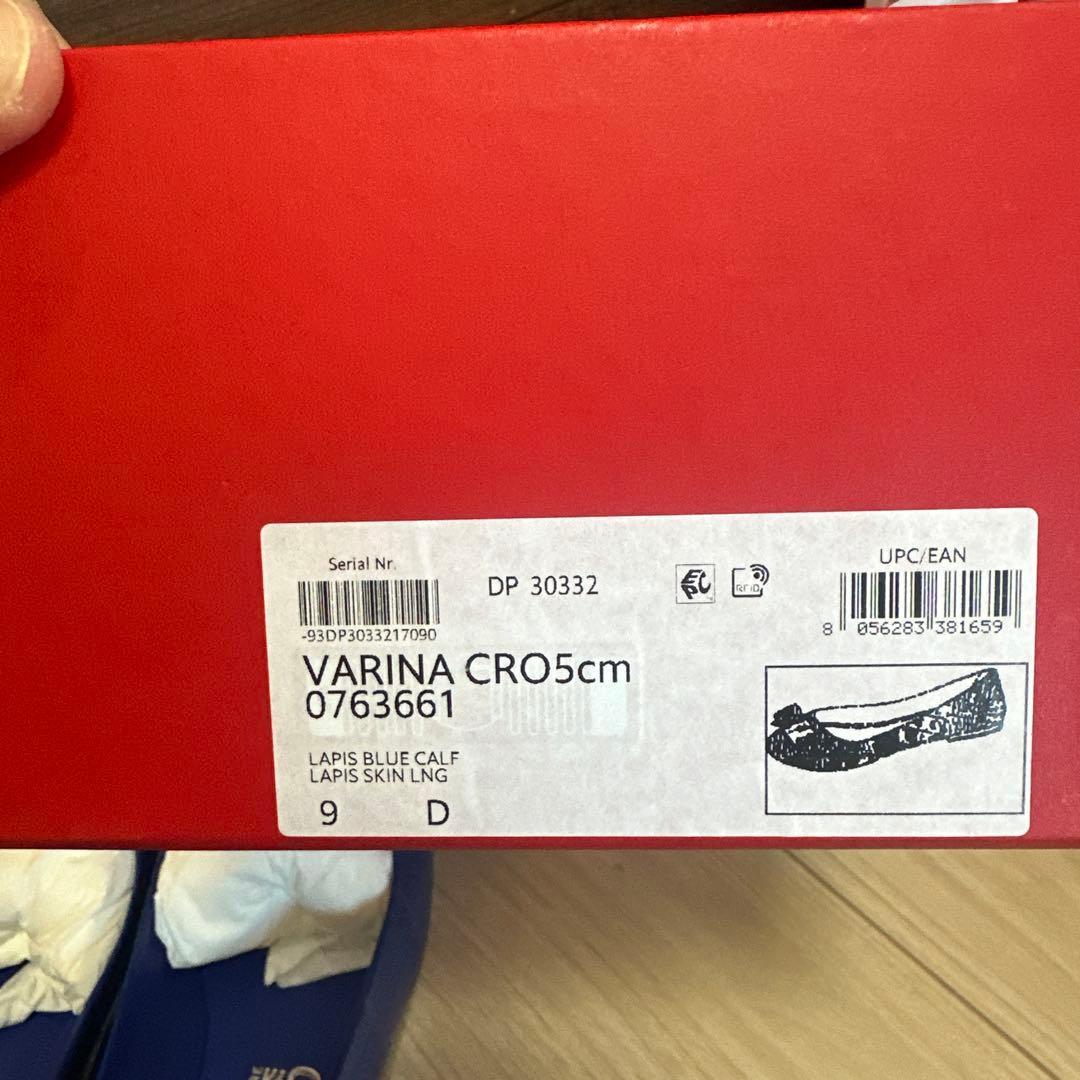 Serial Nr.
DP 30332
RFID
UPC/EAN
-93DP3033217090
8 056283 381659
VARINA CRO5cm
0763661
LAPIS BLUE CALF
LAPIS SKIN LNG
9 D